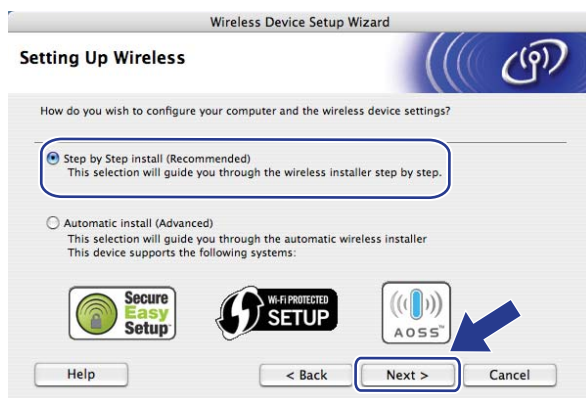 Wireless Device Setup Wizard
Setting Up Wireless
How do you wish to configure your computer and the wireless device settings?
Step by Step install (Recommended)
This selection will guide you through the wireless installer step by step.
Automatic install (Advanced)
This selection will guide you through the automatic wireless installer
This device supports the following systems:
Secure
Easy
Setup
WI-FI PROTECTED
SETUP
AOSS™
Help
< Back
Next >
Cancel